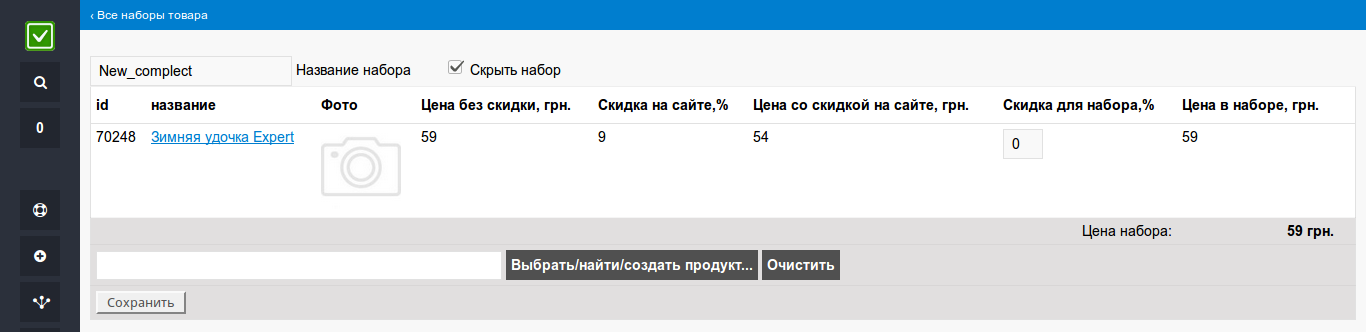 ‹ Все наборы товара
New_complect Название набора Скрыть набор
id название Фото Цена без скидки, грн. Скидка на сайте,% Цена со скидкой на сайте, грн. Скидка для набора,% Цена в наборе, грн.
70248 Зимняя удочка Expert 59 9 54 0 59
0
Цена набора: 59 грн.
Выбрать/найти/создать продукт... Очистить
Сохранить